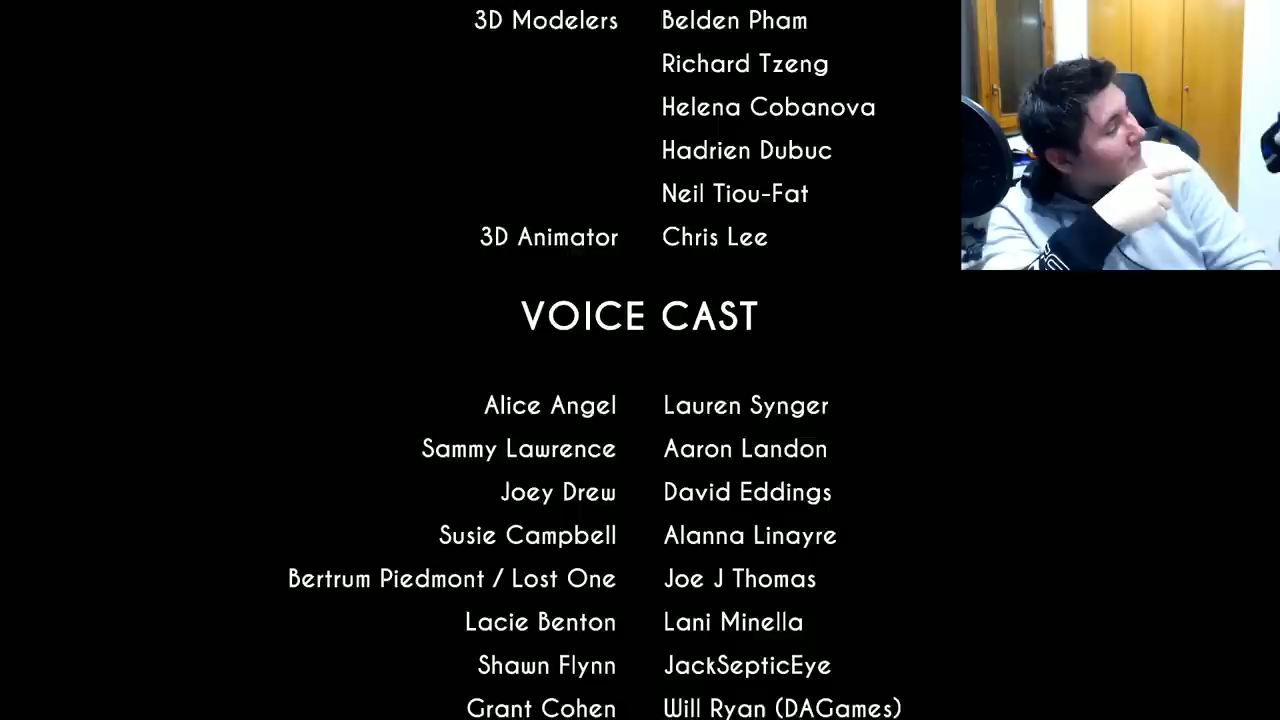 3D Modelers Belden Pham
Richard Tzeng
Helena Cobanova
Hadrien Dubuc
Neil Tiou-Fat
3D Animator Chris Lee
VOICE CAST
Alice Angel Lauren Synger
Sammy Lawrence Aaron Landon
Joey Drew David Eddings
Susie Campbell Alanna Linayre
Bertrum Piedmont / Lost One Joe J Thomas
Lacie Benton Lani Minella
Shawn Flynn JackSepticEye
Grant Cohen Will Ryan (DAGames)